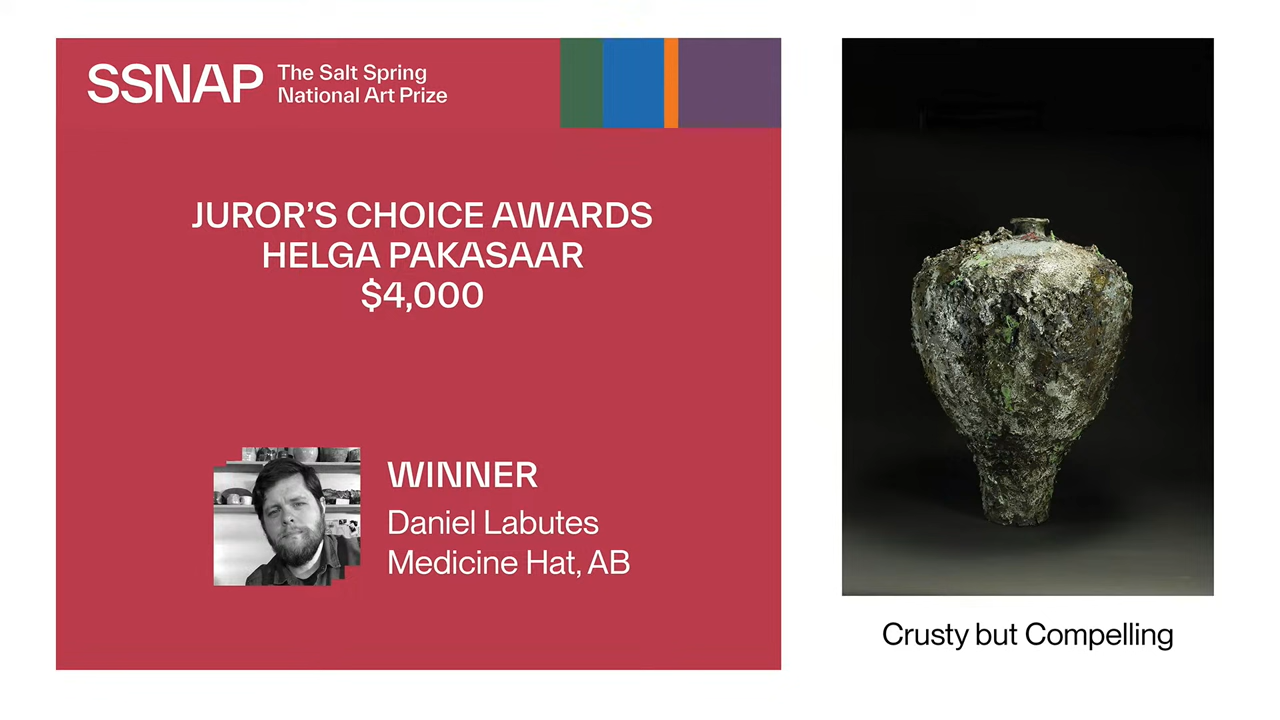 SSNAP
The Salt Spring
National Art Prize
JUROR’S CHOICE AWARDS
HELGA PAKASAAR
$4,000
WINNER
Daniel Labutes
Medicine Hat, AB
Crusty but Compelling